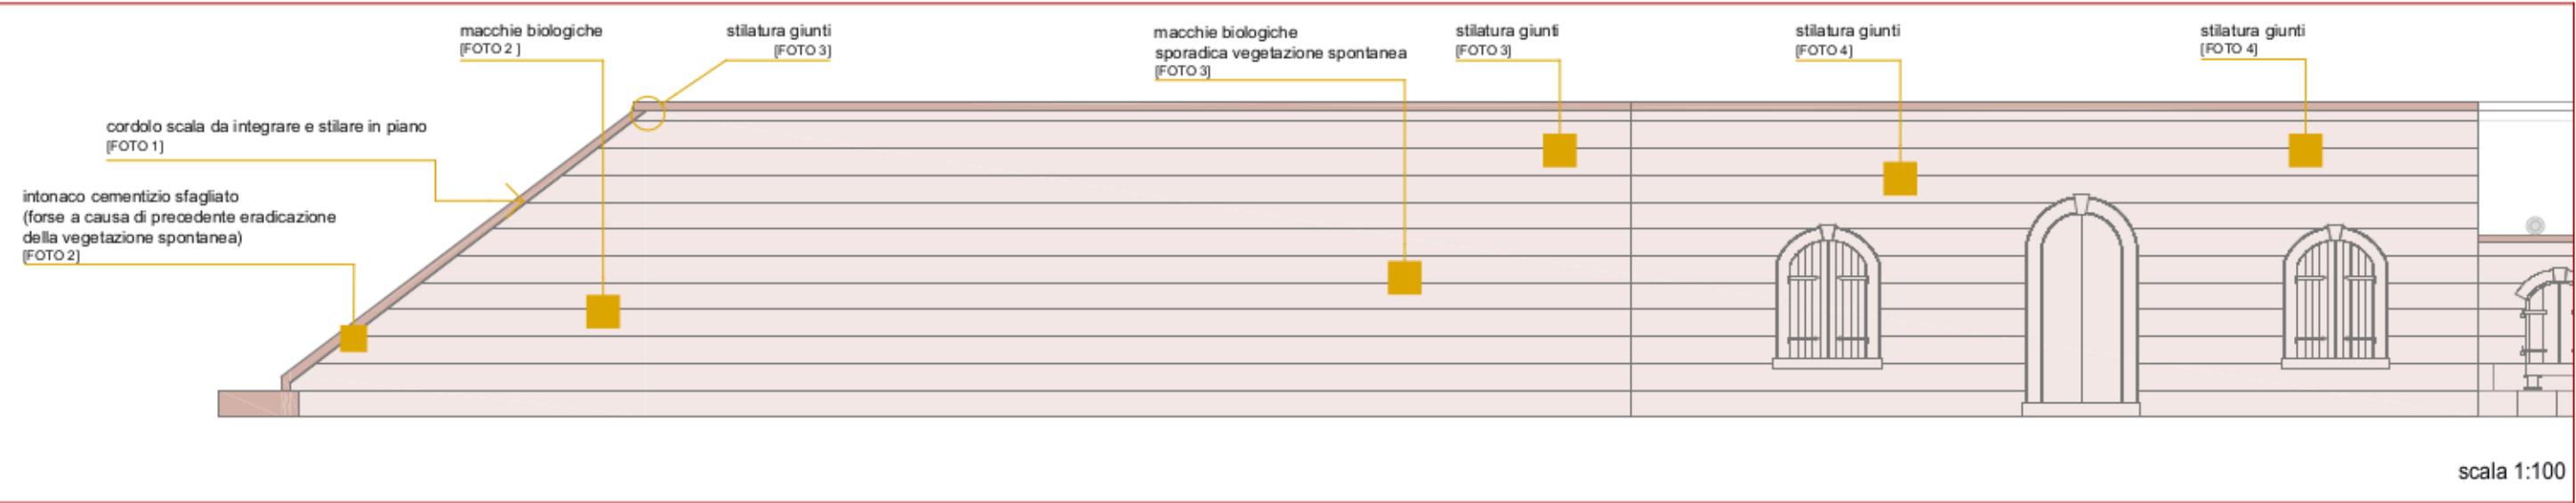 macchie biologiche
[FOTO 2 ]
stilatura giunti
[FOTO 3]
macchie biologiche
sporadica vegetazione spontanea
[FOTO 3]
stilatura giunti
[FOTO 3]
stilatura giunti
[FOTO 4]
stilatura giunti
[FOTO 4]
cordolo scala da integrare e stilare in piano
[FOTO 1]
intonaco cementizio sfagliato
(forse a causa di precedente eradicazione
della vegetazione spontanea)
[FOTO 2]
scala 1:100